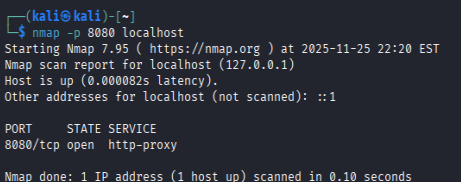 ┌──(kali㉿kali)-[~]
└─$ nmap -p 8080 localhost
Starting Nmap 7.95 ( https://nmap.org ) at 2025-11-25 22:20 EST
Nmap scan report for localhost (127.0.0.1)
Host is up (0.000082s latency).
Other addresses for localhost (not scanned): ::1

PORT     STATE SERVICE
8080/tcp open  http-proxy

Nmap done: 1 IP address (1 host up) scanned in 0.10 seconds